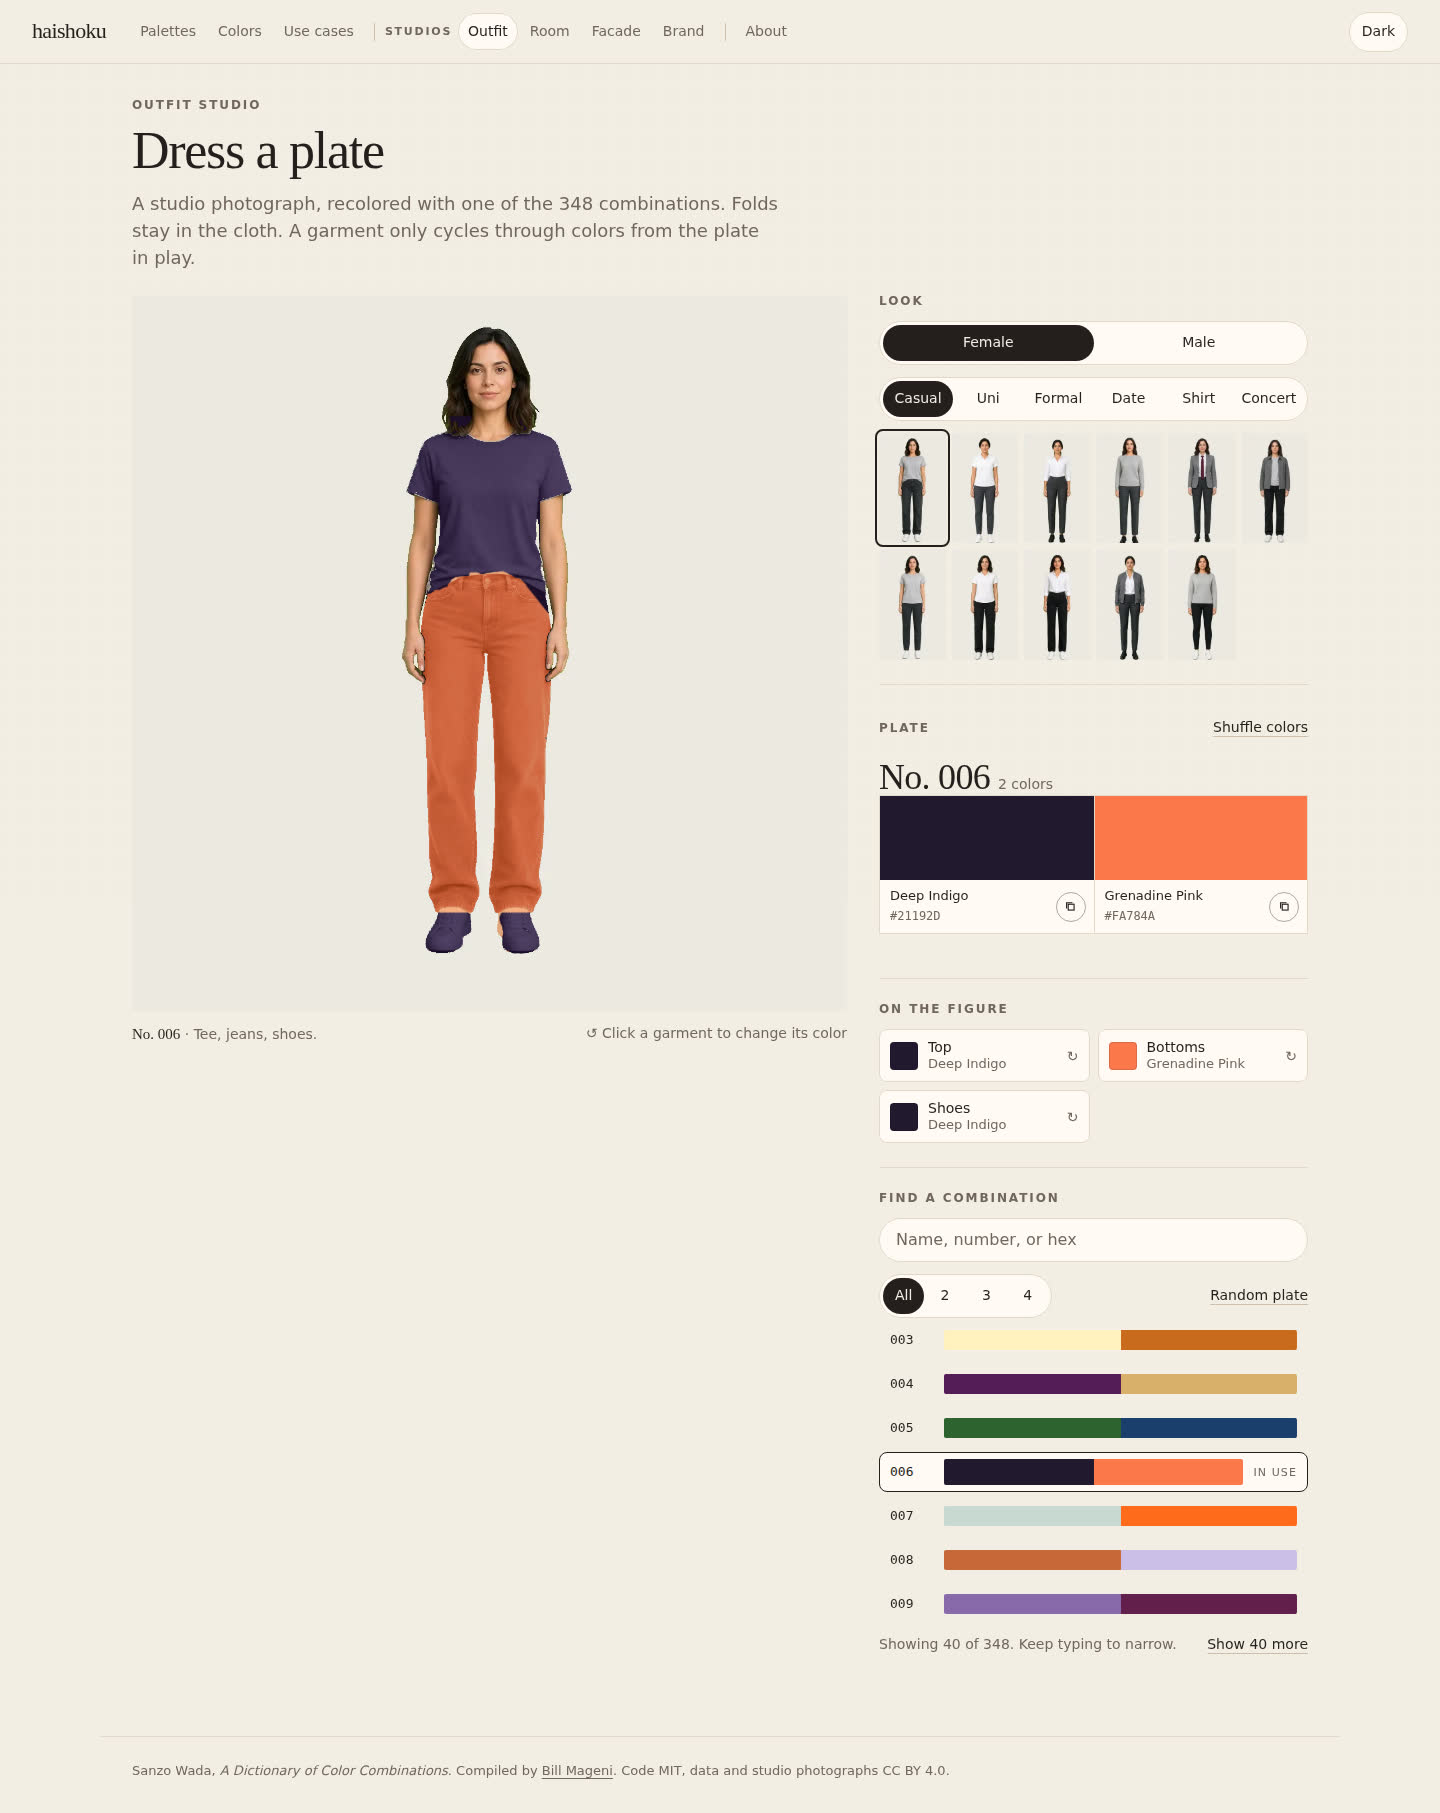 haishoku Palettes Colors Use cases STUDIOS Outfit Room Facade Brand About Dark
OUTFIT STUDIO
Dress a plate
A studio photograph, recolored with one of the 348 combinations. Folds
stay in the cloth. A garment only cycles through colors from the plate
in play.
No. 006 · Tee, jeans, shoes. ↺ Click a garment to change its color
LOOK
Female Male
Casual Uni Formal Date Shirt Concert
PLATE Shuffle colors
No. 006 2 colors
Deep Indigo
#21192D
Grenadine Pink
#FA784A
ON THE FIGURE
Top
Deep Indigo
↻
Bottoms
Grenadine Pink
↻
Shoes
Deep Indigo
↻
FIND A COMBINATION
Name, number, or hex
All 2 3 4 Random plate
003
004
005
006 IN USE
007
008
009
Showing 40 of 348. Keep typing to narrow. Show 40 more
Sanzo Wada, A Dictionary of Color Combinations. Compiled by Bill Mageni. Code MIT, data and studio photographs CC BY 4.0.